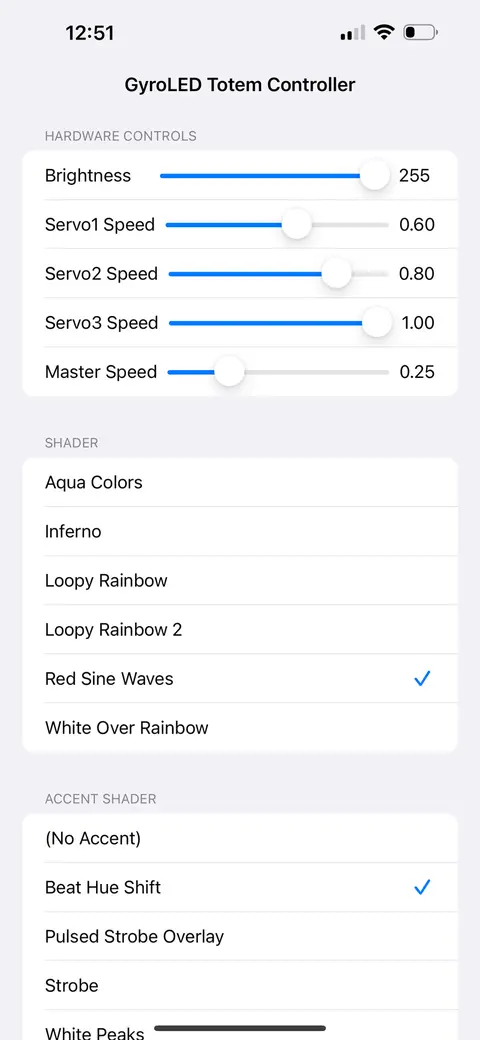 12:51
GyroLED Totem Controller
HARDWARE CONTROLS
Brightness 255
Servo1 Speed 0.60
Servo2 Speed 0.80
Servo3 Speed 1.00
Master Speed 0.25
SHADER
Aqua Colors
Inferno
Loopy Rainbow
Loopy Rainbow 2
Red Sine Waves
White Over Rainbow
ACCENT SHADER
(No Accent)
Beat Hue Shift
Pulsed Strobe Overlay
Strobe
White Peaks